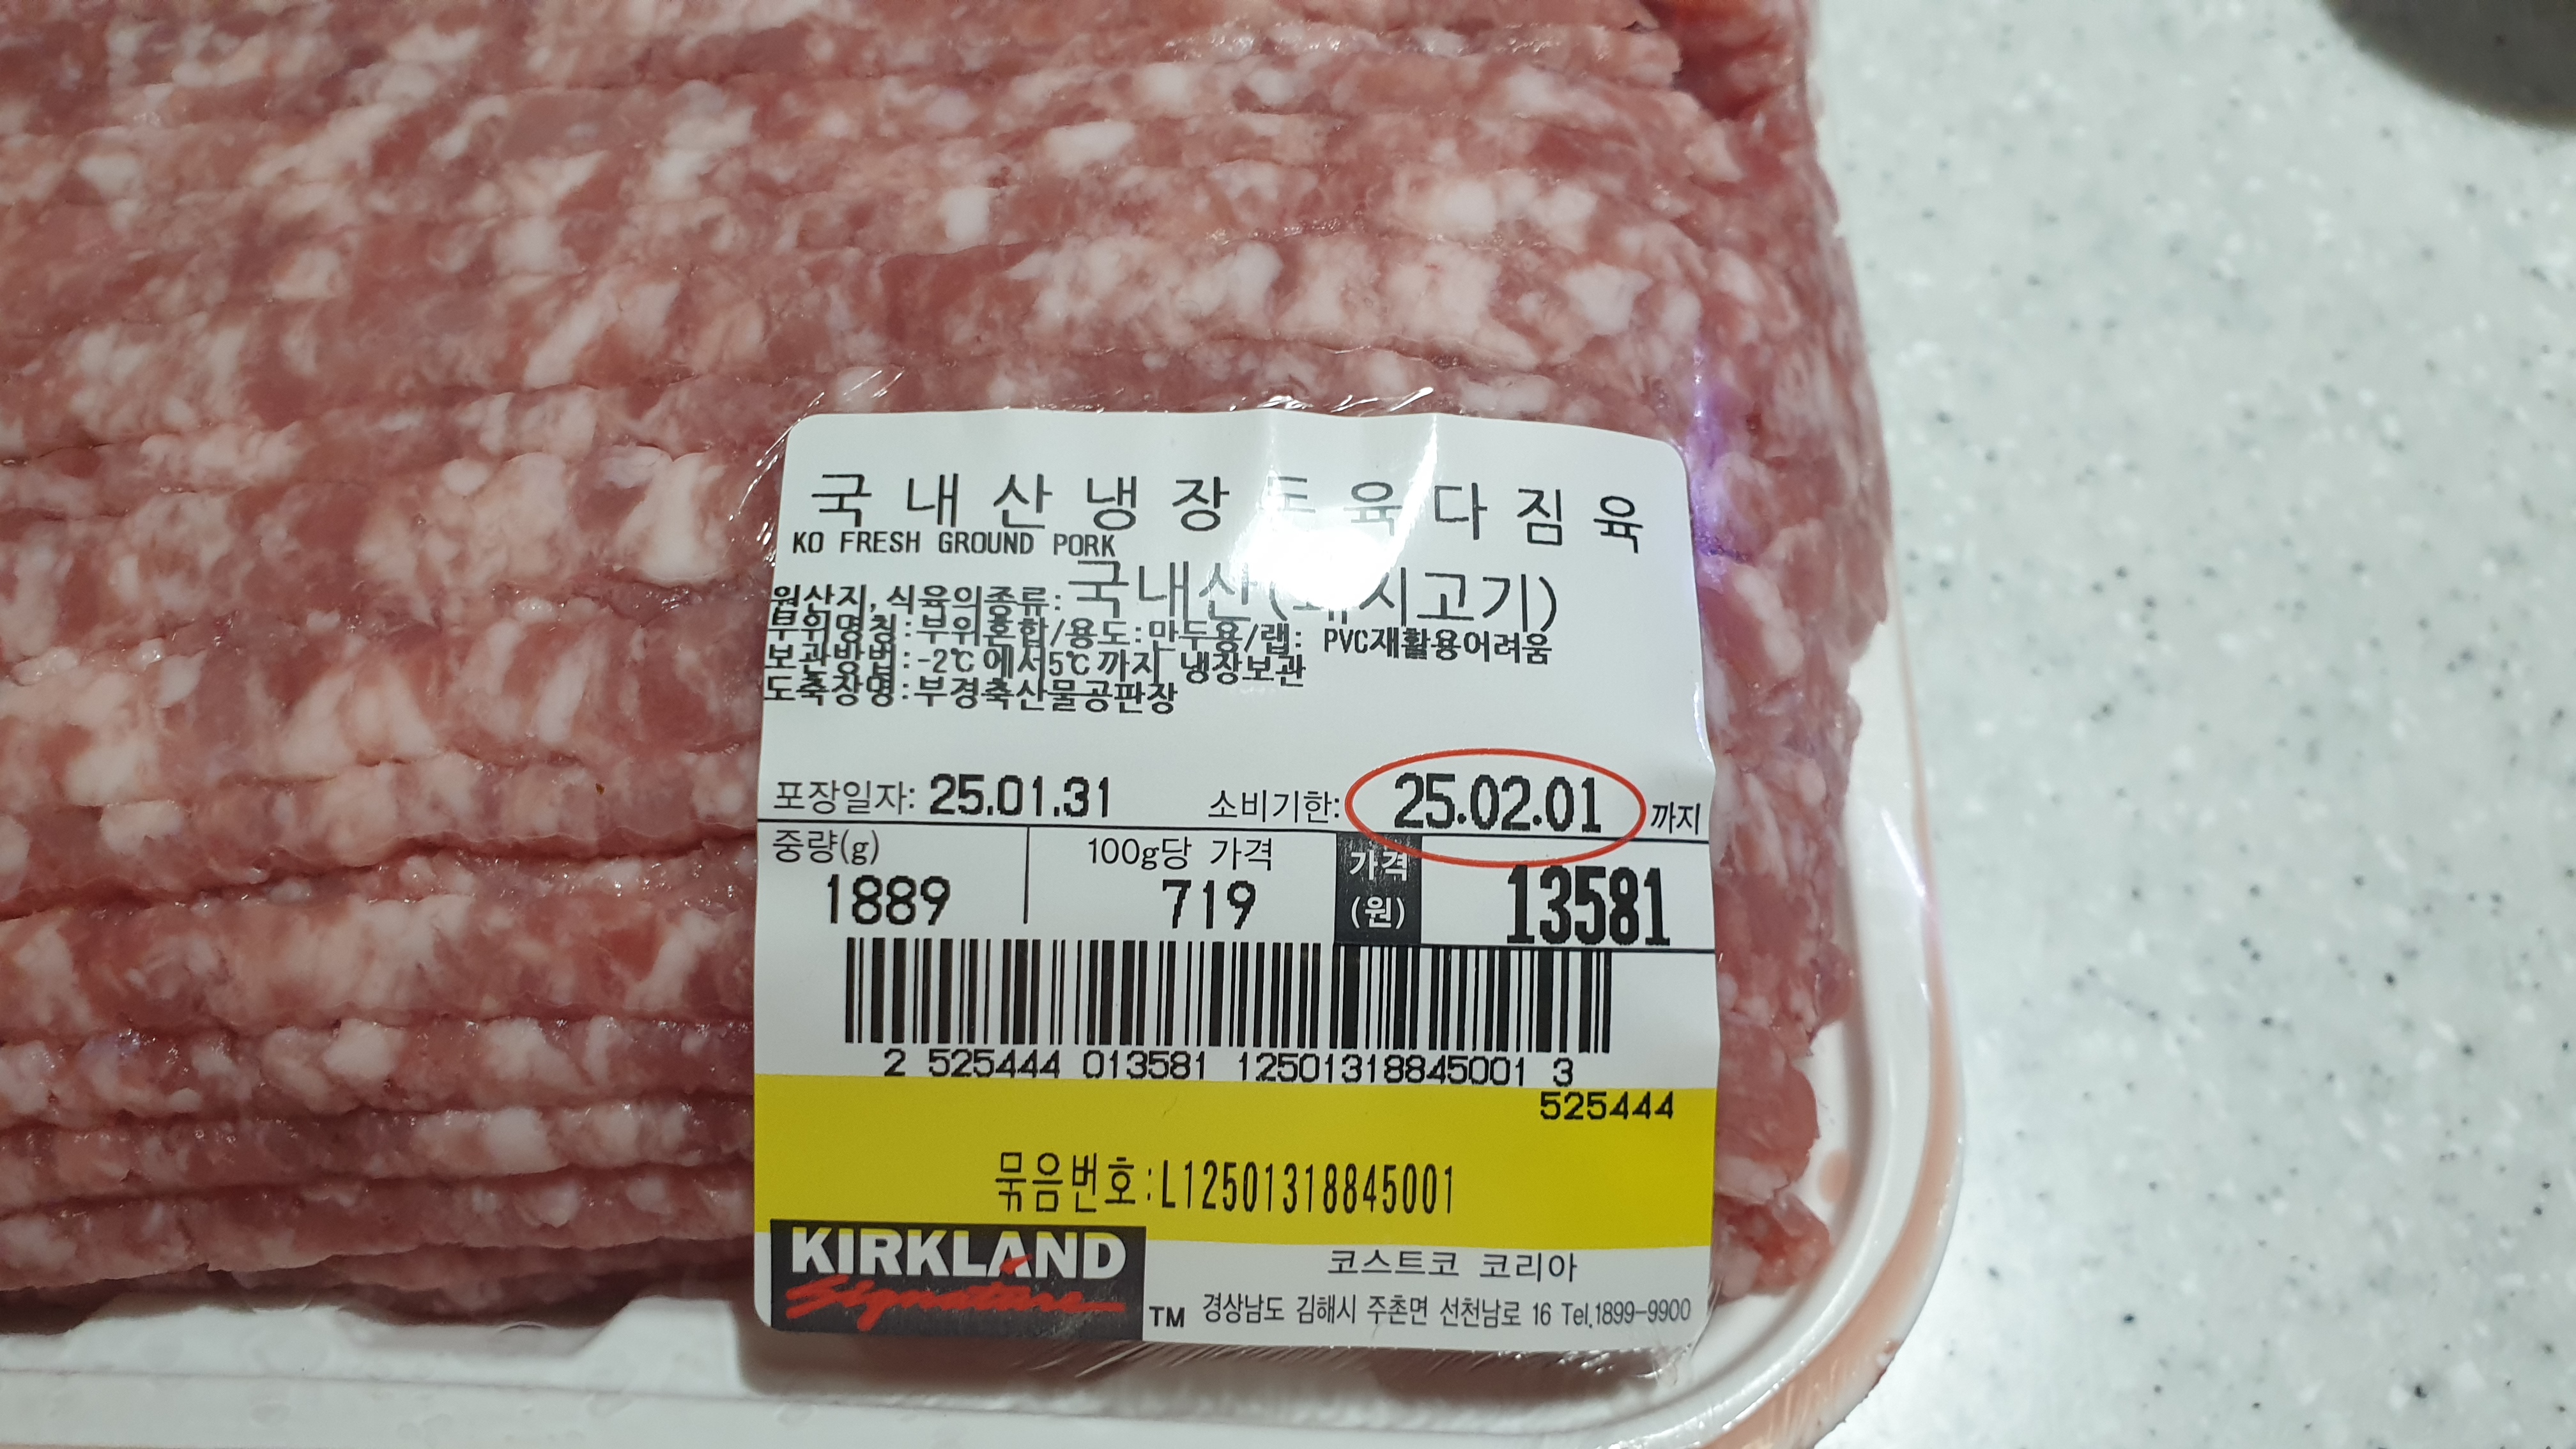 국내산냉장돈육다짐육
KO FRESH GROUND PORK
원산지, 식육의종류: 국내산(돼지고기)
부위명칭:부위혼합/용도:만두용/랩: PVC재활용어려움
보관방법:-2℃에서5℃까지 냉장보관
도축장명:부경축산물공판장
포장일자: 25.01.31 소비기한: 25.02.01 까지
중량(g) 100g당 가격 가격
1889 719 (원) 13581
2 525444 013581 12501318845001 3
525444
묶음번호:L12501318845001
KIRKLAND 코스트코 코리아
Signature TM 경상남도 김해시 주촌면 선천남로 16 Tel.1899-9900